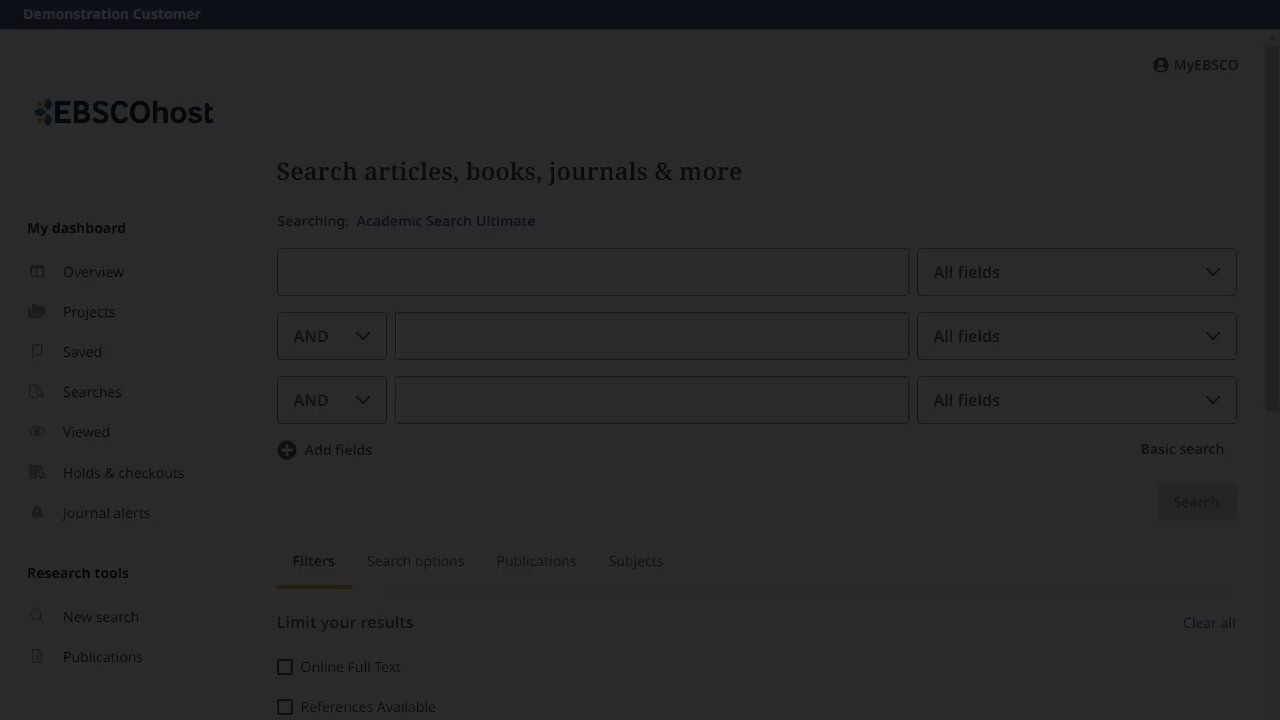 Demonstration Customer
MyEBSCO
EBSCOhost
Search articles, books, journals & more
Searching: Academic Search Ultimate
My dashboard
Overview
Projects
Saved
Searches
Viewed
Holds & checkouts
Journal alerts
Research tools
New search
Publications
All fields
AND
All fields
AND
All fields
Add fields
Basic search
Search
Filters
Search options
Publications
Subjects
Limit your results
Clear all
Online Full Text
References Available